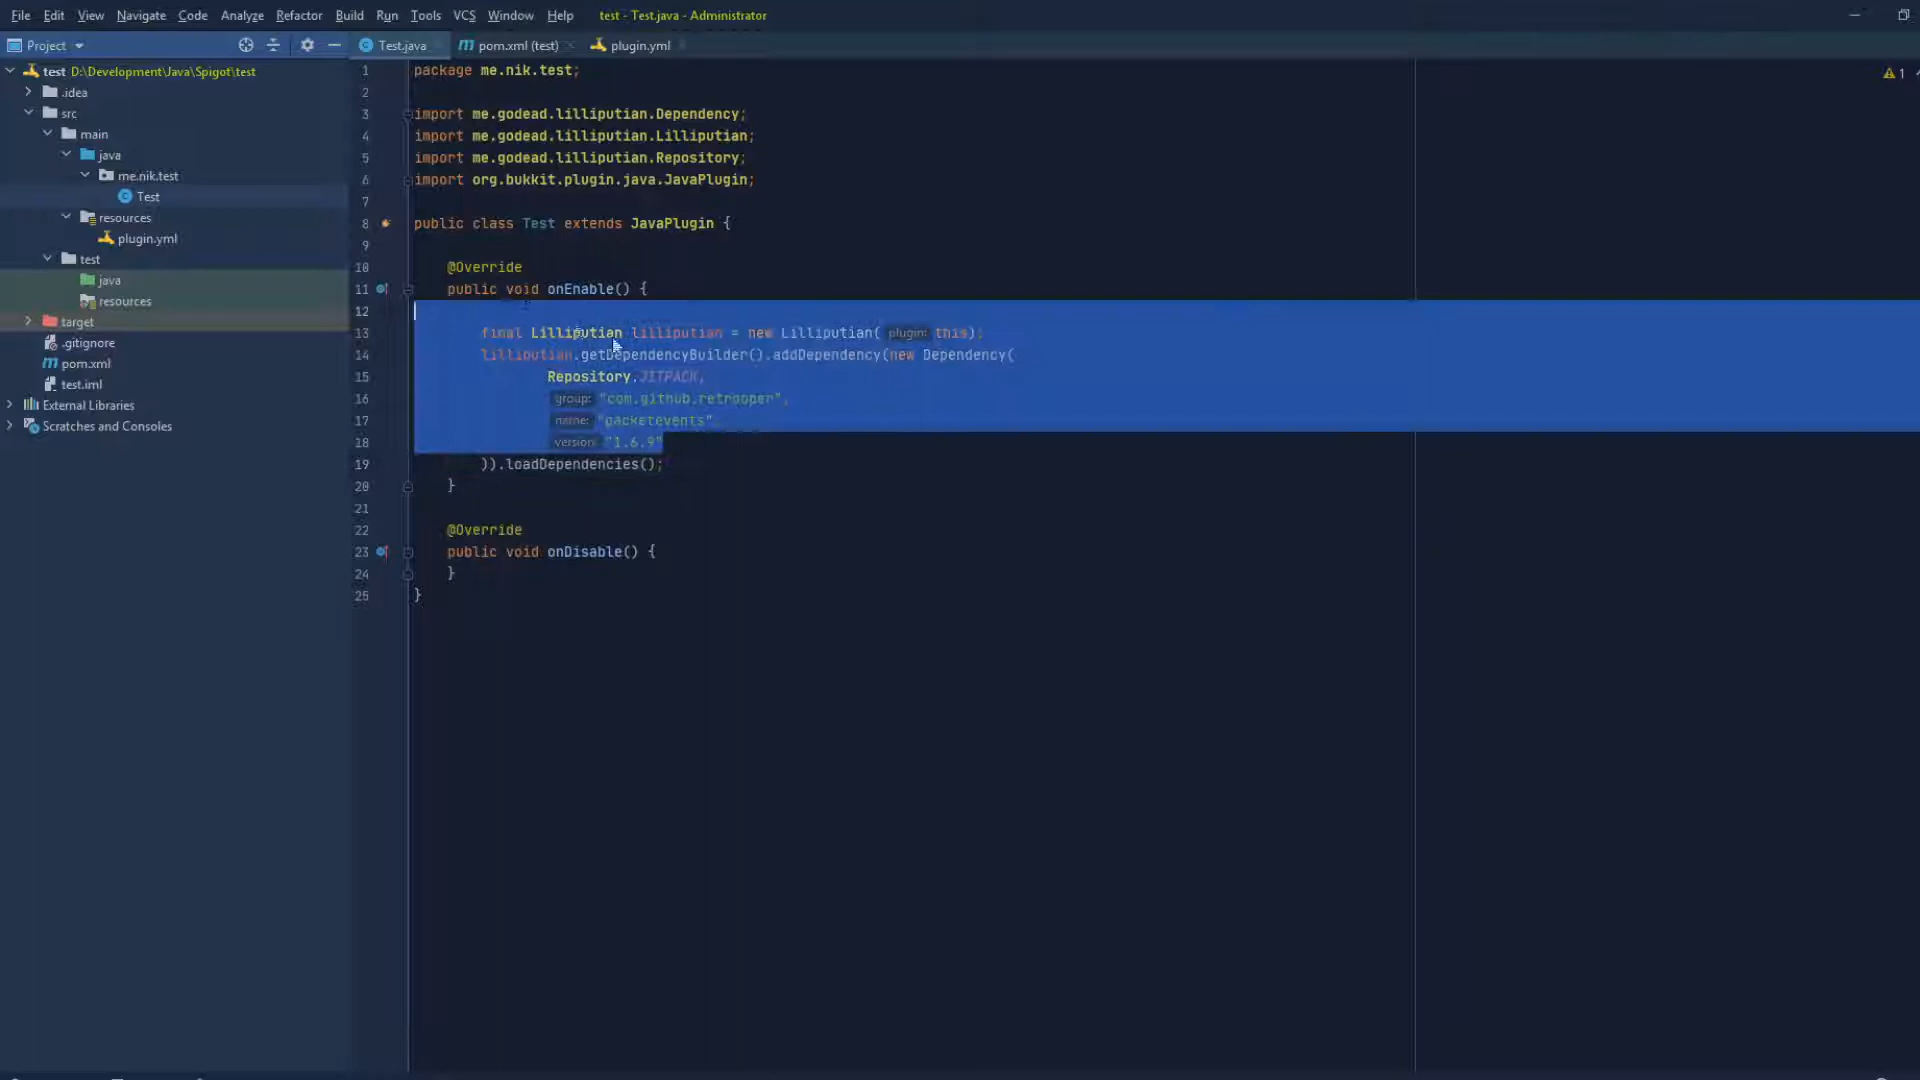 File Edit View Navigate Code Analyze Refactor Build Run Tools VCS Window Help test - Test.java - Administrator
Project Test.java pom.xml (test) plugin.yml
test D:\Development\Java\Spigot\test
.idea
src
main
java
me.nik.test
Test
resources
plugin.yml
test
java
resources
target
.gitignore
pom.xml
test.iml
External Libraries
Scratches and Consoles
1 package me.nik.test;
2
3 import me.godead.lilliputian.Dependency;
4 import me.godead.lilliputian.Lilliputian;
5 import me.godead.lilliputian.Repository;
6 import org.bukkit.plugin.java.JavaPlugin;
7
8 public class Test extends JavaPlugin {
9
10 @Override
11 public void onEnable() {
12
13 final Lilliputian lilliputian = new Lilliputian( plugin: this);
14 lilliputian.getDependencyBuilder().addDependency(new Dependency(
15 Repository.JITPACK,
16 group: "com.github.retrooper",
17 name: "packetevents",
18 version: "1.6.9"
19 )).loadDependencies();
20 }
21
22 @Override
23 public void onDisable() {
24 }
25 }
1